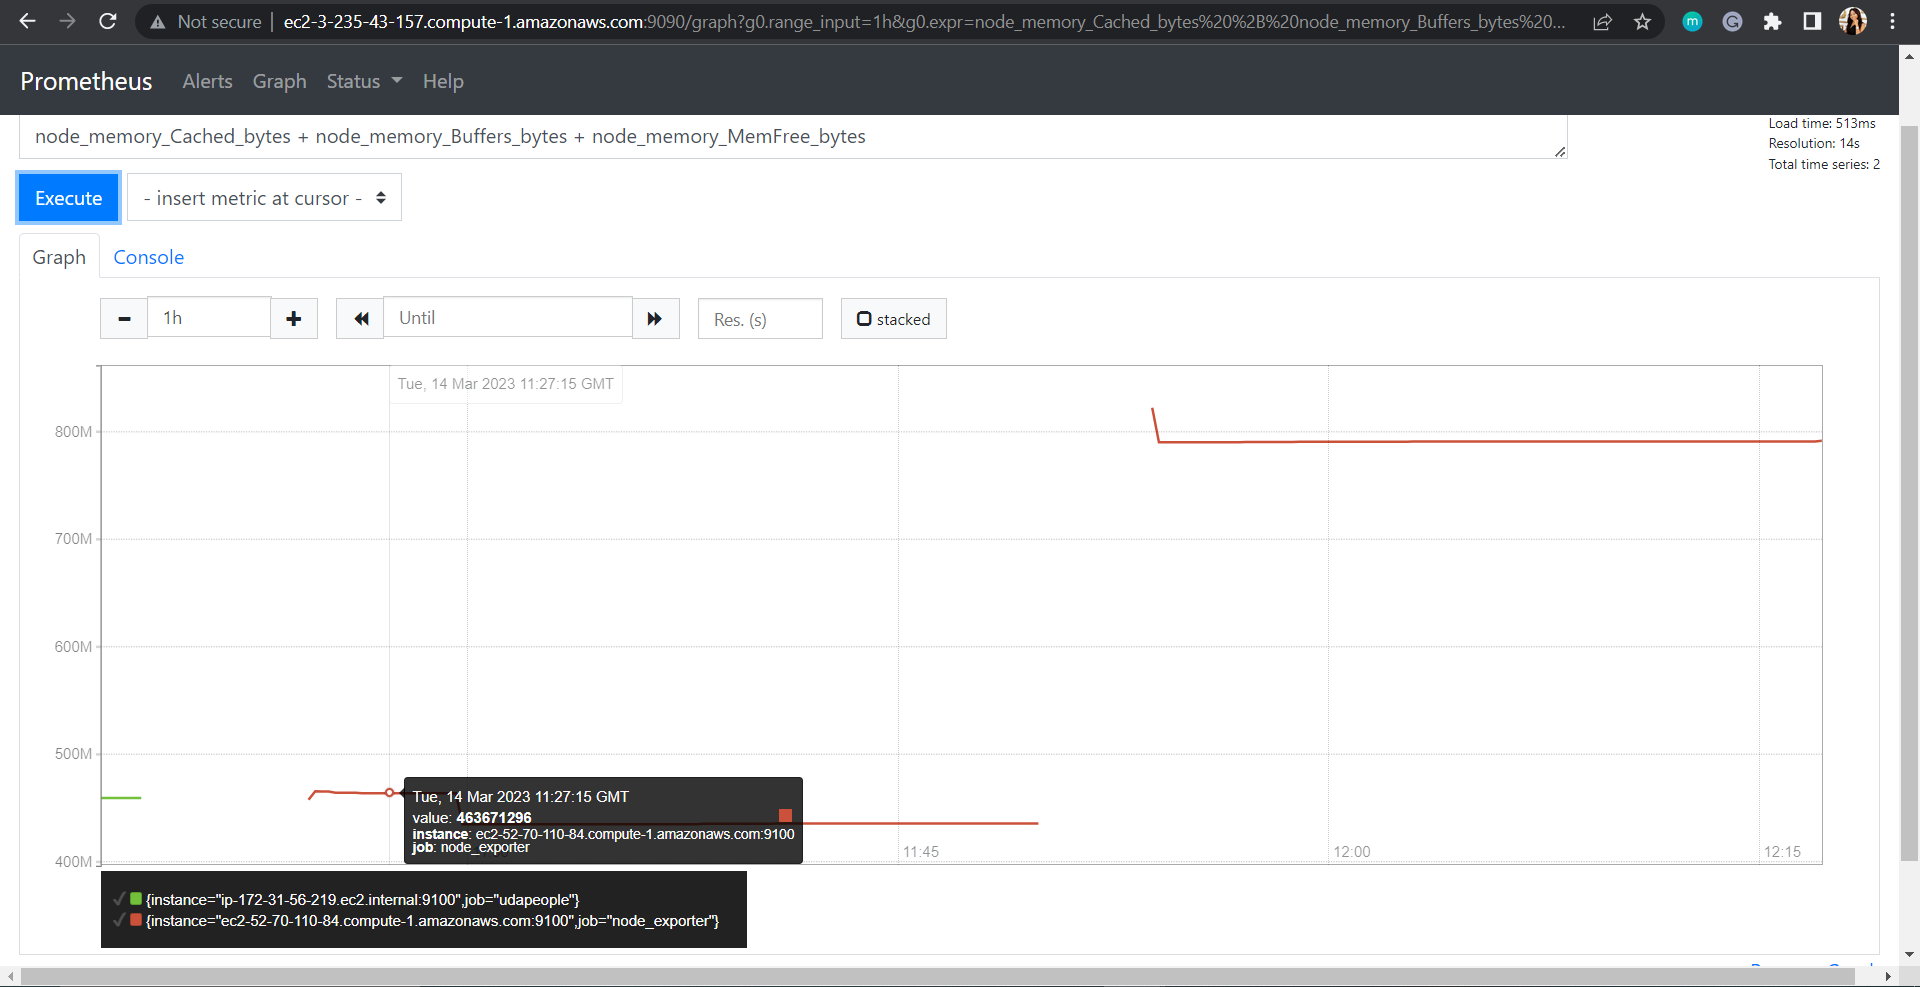 Not secure | ec2-3-235-43-157.compute-1.amazonaws.com:9090/graph?g0.range_input=1h&g0.expr=node_memory_Cached_bytes%20%2B%20node_memory_Buffers_bytes%20...
m
Prometheus Alerts Graph Status Help
node_memory_Cached_bytes + node_memory_Buffers_bytes + node_memory_MemFree_bytes
Load time: 513ms
Resolution: 14s
Total time series: 2
Execute - insert metric at cursor -
Graph Console
1h Until Res. (s) stacked
Tue, 14 Mar 2023 11:27:15 GMT
800M
700M
600M
500M
400M
Tue, 14 Mar 2023 11:27:15 GMT
value: 463671296
instance: ec2-52-70-110-84.compute-1.amazonaws.com:9100
job: node_exporter
11:45 12:00 12:15
{instance="ip-172-31-56-219.ec2.internal:9100",job="udapeople"}
{instance="ec2-52-70-110-84.compute-1.amazonaws.com:9100",job="node_exporter"}